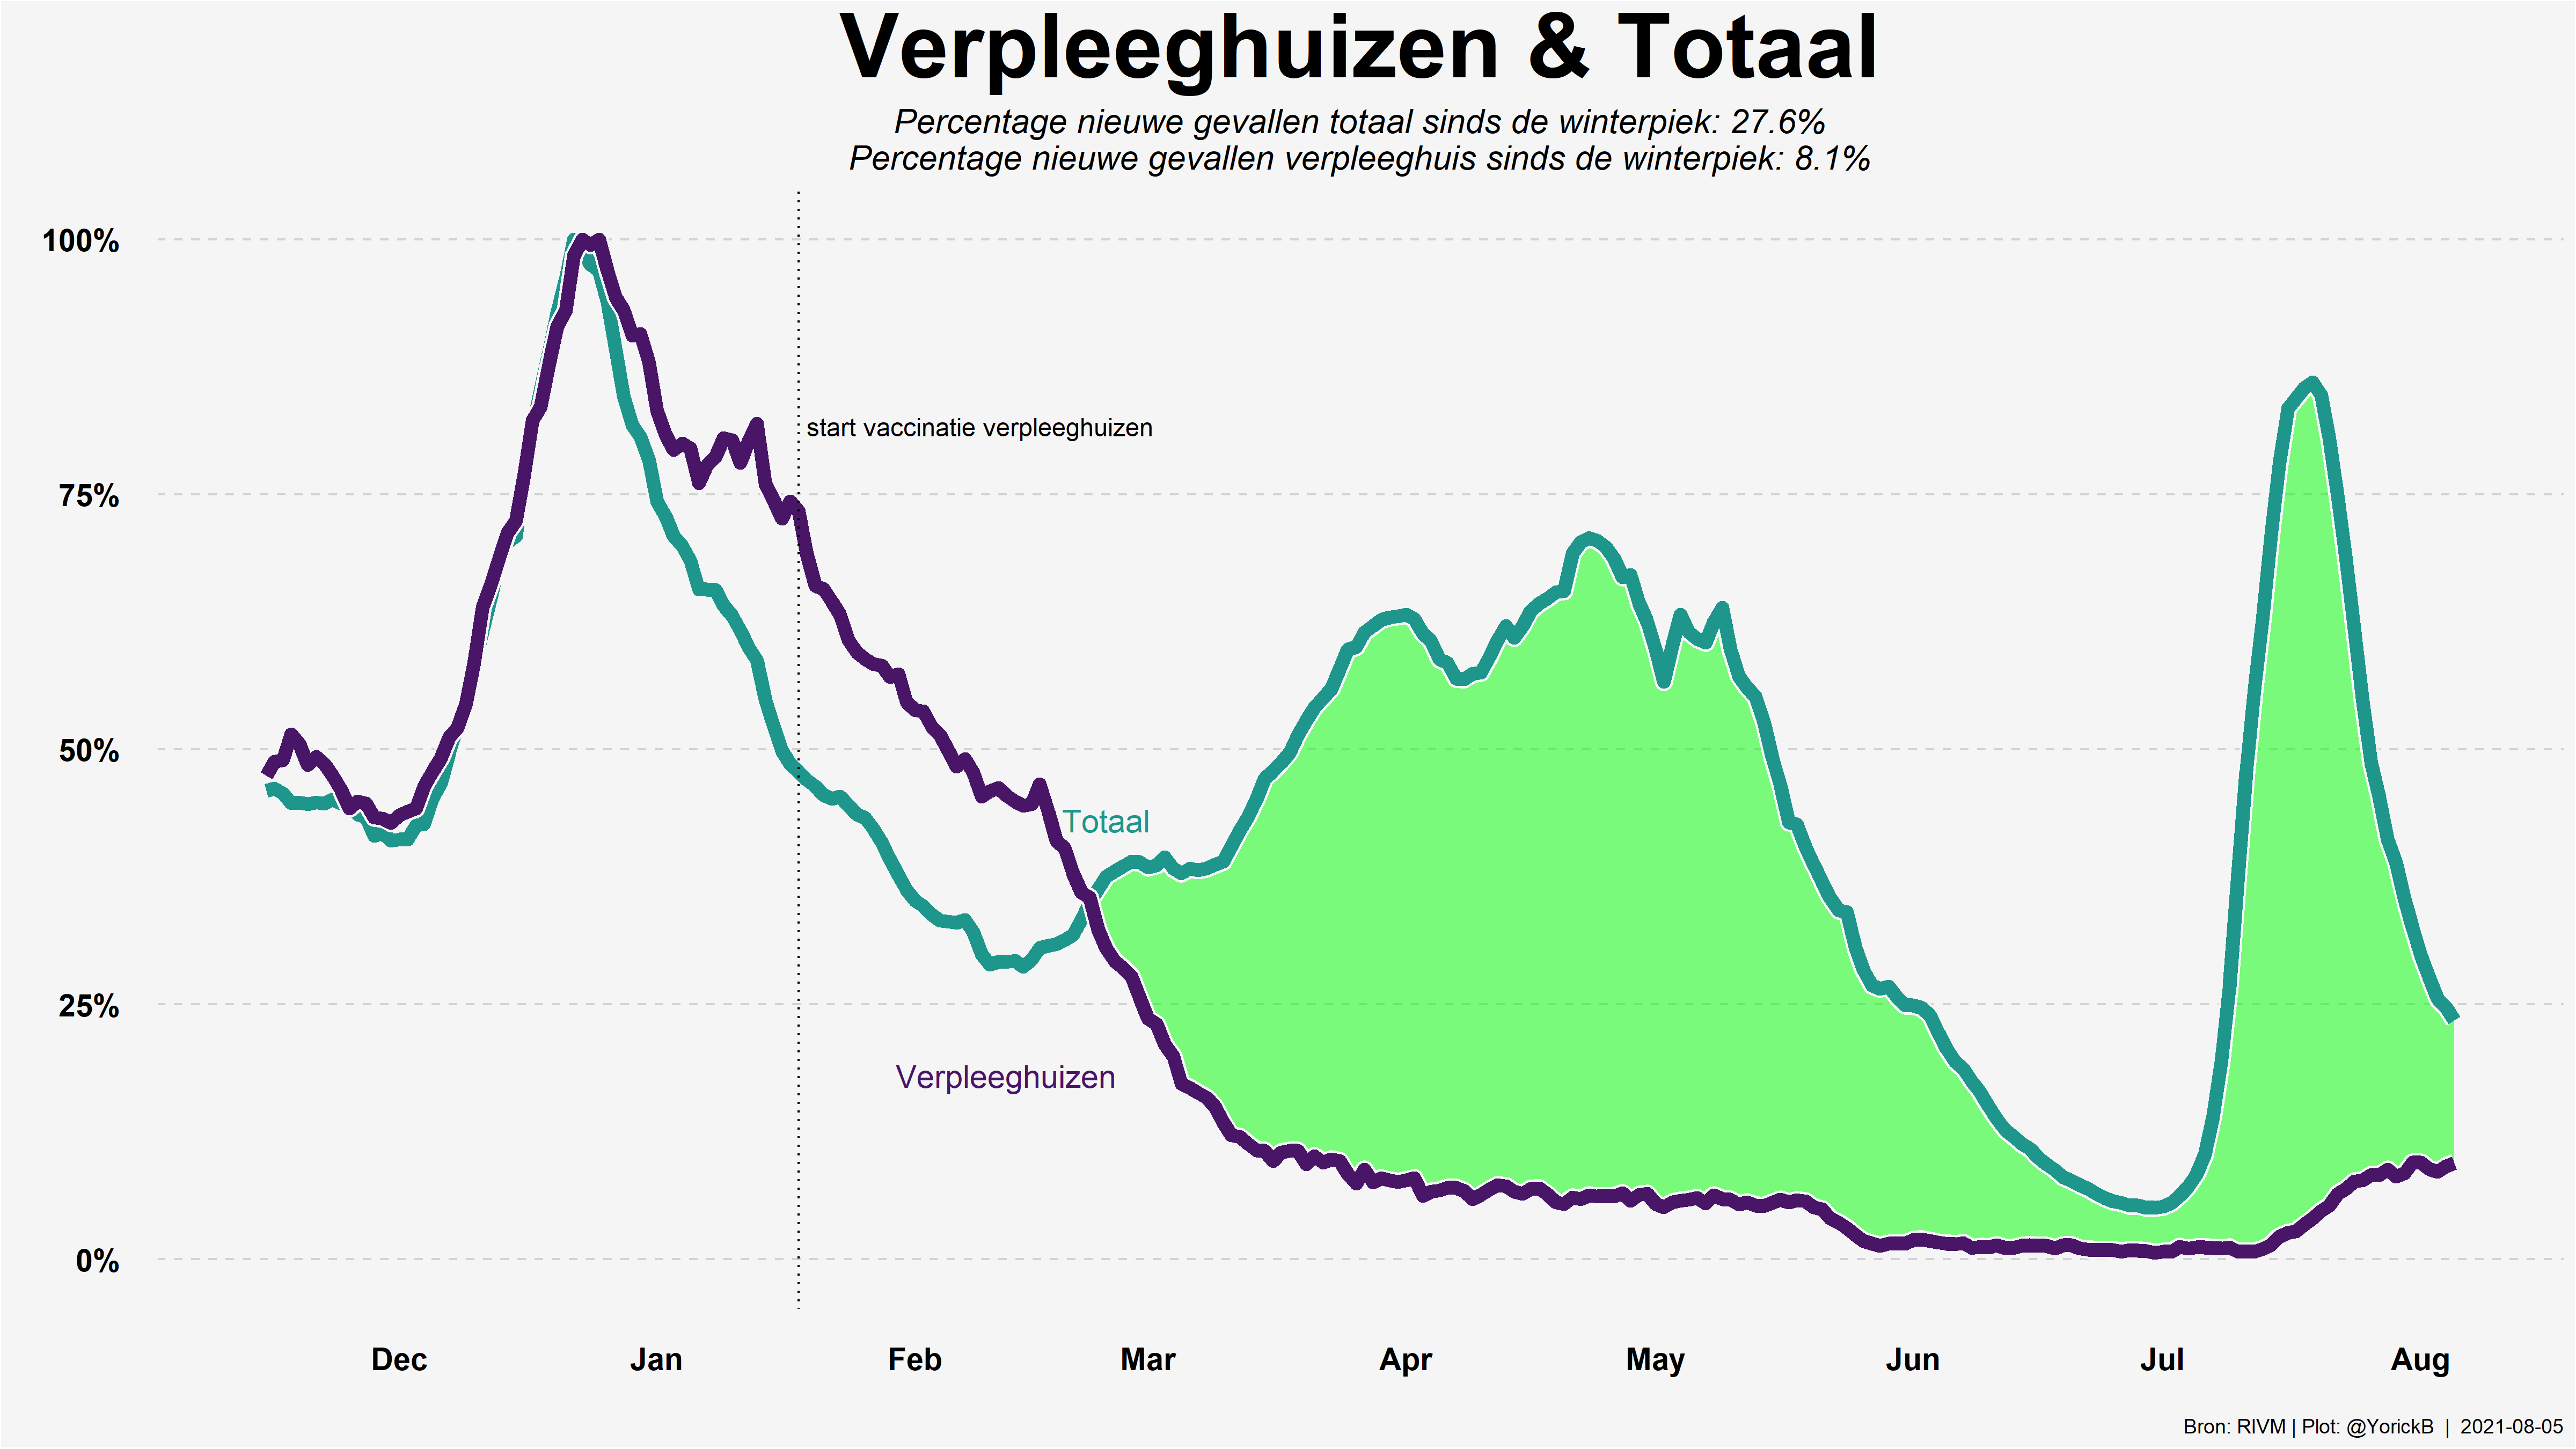 Verpleeghuizen & Totaal
Percentage nieuwe gevallen totaal sinds de winterpiek: 27.6%
Percentage nieuwe gevallen verpleeghuis sinds de winterpiek: 8.1%
100%
start vaccinatie verpleeghuizen
75%
50%
Totaal
25%
Verpleeghuizen
0%
Dec Jan Feb Mar Apr May Jun Jul Aug
Bron: RIVM | Plot: @YorickB | 2021-08-05